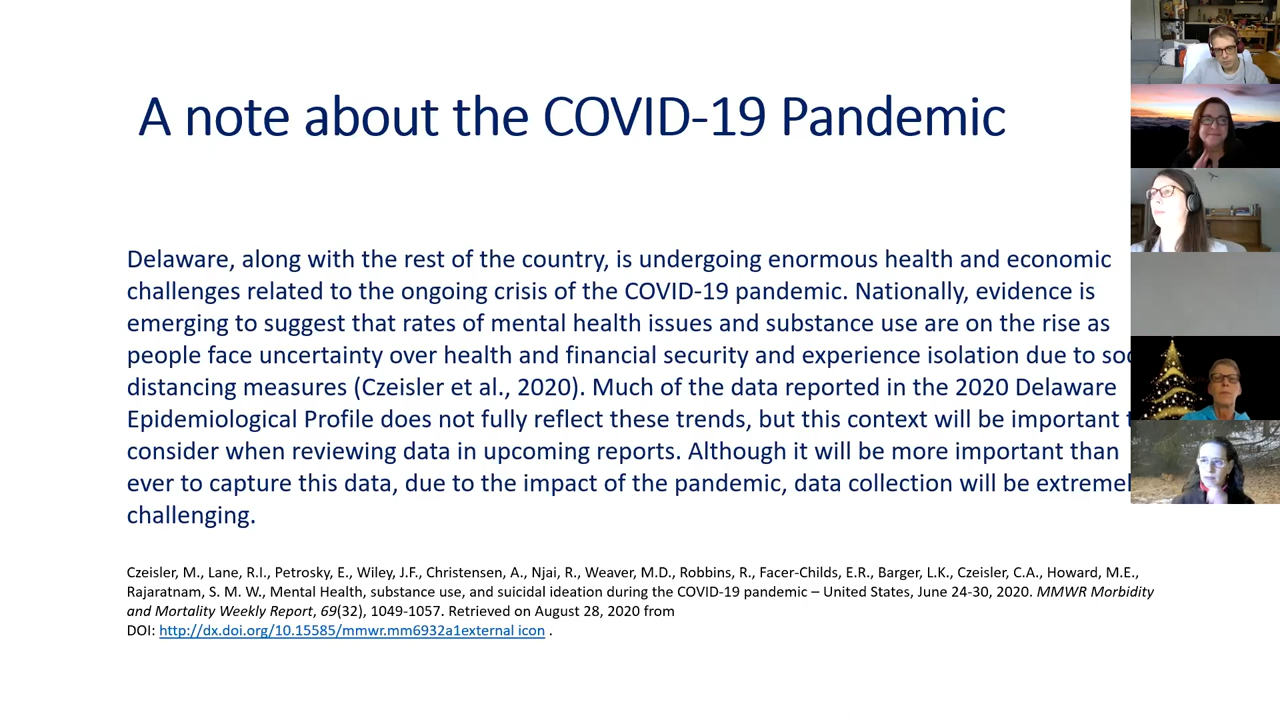 A note about the COVID-19 Pandemic
Delaware, along with the rest of the country, is undergoing enormous health and economic
challenges related to the ongoing crisis of the COVID-19 pandemic. Nationally, evidence is
emerging to suggest that rates of mental health issues and substance use are on the rise as
people face uncertainty over health and financial security and experience isolation due to
distancing measures (Czeisler et al., 2020). Much of the data reported in the 2020 Delaware
Epidemiological Profile does not fully reflect these trends, but this context will be important
consider when reviewing data in upcoming reports. Although it will be more important than
ever to capture this data, due to the impact of the pandemic, data collection will be
challenging.
Czeisler, M., Lane, R.I., Petrosky, E., Wiley, J.F., Christensen, A., Njai, R., Weaver, M.D., Robbins, R., Facer-Childs, E.R., Barger, L.K., Czeisler, C.A., Howard, M.E.,
Rajaratnam, S. M. W., Mental Health, substance use, and suicidal ideation during the COVID-19 pandemic – United States, June 24-30, 2020. MMWR Morbidity
and Mortality Weekly Report, 69(32), 1049-1057. Retrieved on August 28, 2020 from
DOI: http://dx.doi.org/10.15585/mmwr.mm6932a1external icon .